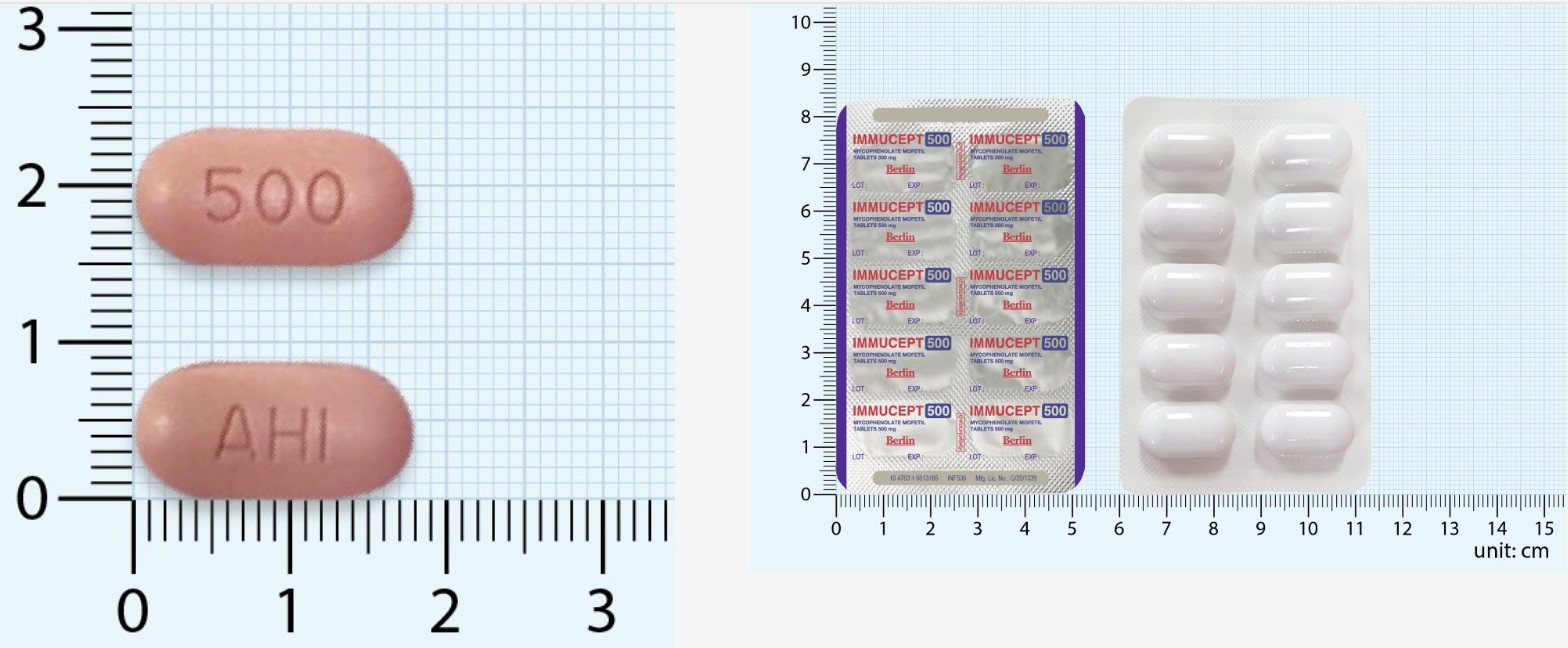 3
2
1
0
500
AHI
0 1 2 3
10
9
8
7
6
5
4
3
2
1
0
IMMUCEPT 500 IMMUCEPT 500
MYCOPHENOLATE MOFETIL MYCOPHENOLATE MOFETIL
TABLETS 500 mg TABLETS 500 mg
Berlin Berlin
LOT : EXP : LOT : EXP :
IMMUCEPT 500 IMMUCEPT 500
MYCOPHENOLATE MOFETIL MYCOPHENOLATE MOFETIL
TABLETS 500 mg TABLETS 500 mg
Berlin Berlin
LOT : EXP : LOT : EXP :
IMMUCEPT 500 IMMUCEPT 500
MYCOPHENOLATE MOFETIL MYCOPHENOLATE MOFETIL
TABLETS 500 mg TABLETS 500 mg
Berlin Berlin
LOT : EXP : LOT : EXP :
IMMUCEPT 500 IMMUCEPT 500
MYCOPHENOLATE MOFETIL MYCOPHENOLATE MOFETIL
TABLETS 500 mg TABLETS 500 mg
Berlin Berlin
LOT : EXP : LOT : EXP :
IMMUCEPT 500 IMMUCEPT 500
MYCOPHENOLATE MOFETIL MYCOPHENOLATE MOFETIL
TABLETS 500 mg TABLETS 500 mg
Berlin Berlin
LOT : EXP : LOT : EXP :
Mfg. Lic. No.:
0 1 2 3 4 5 6 7 8 9 10 11 12 13 14 15
unit: cm